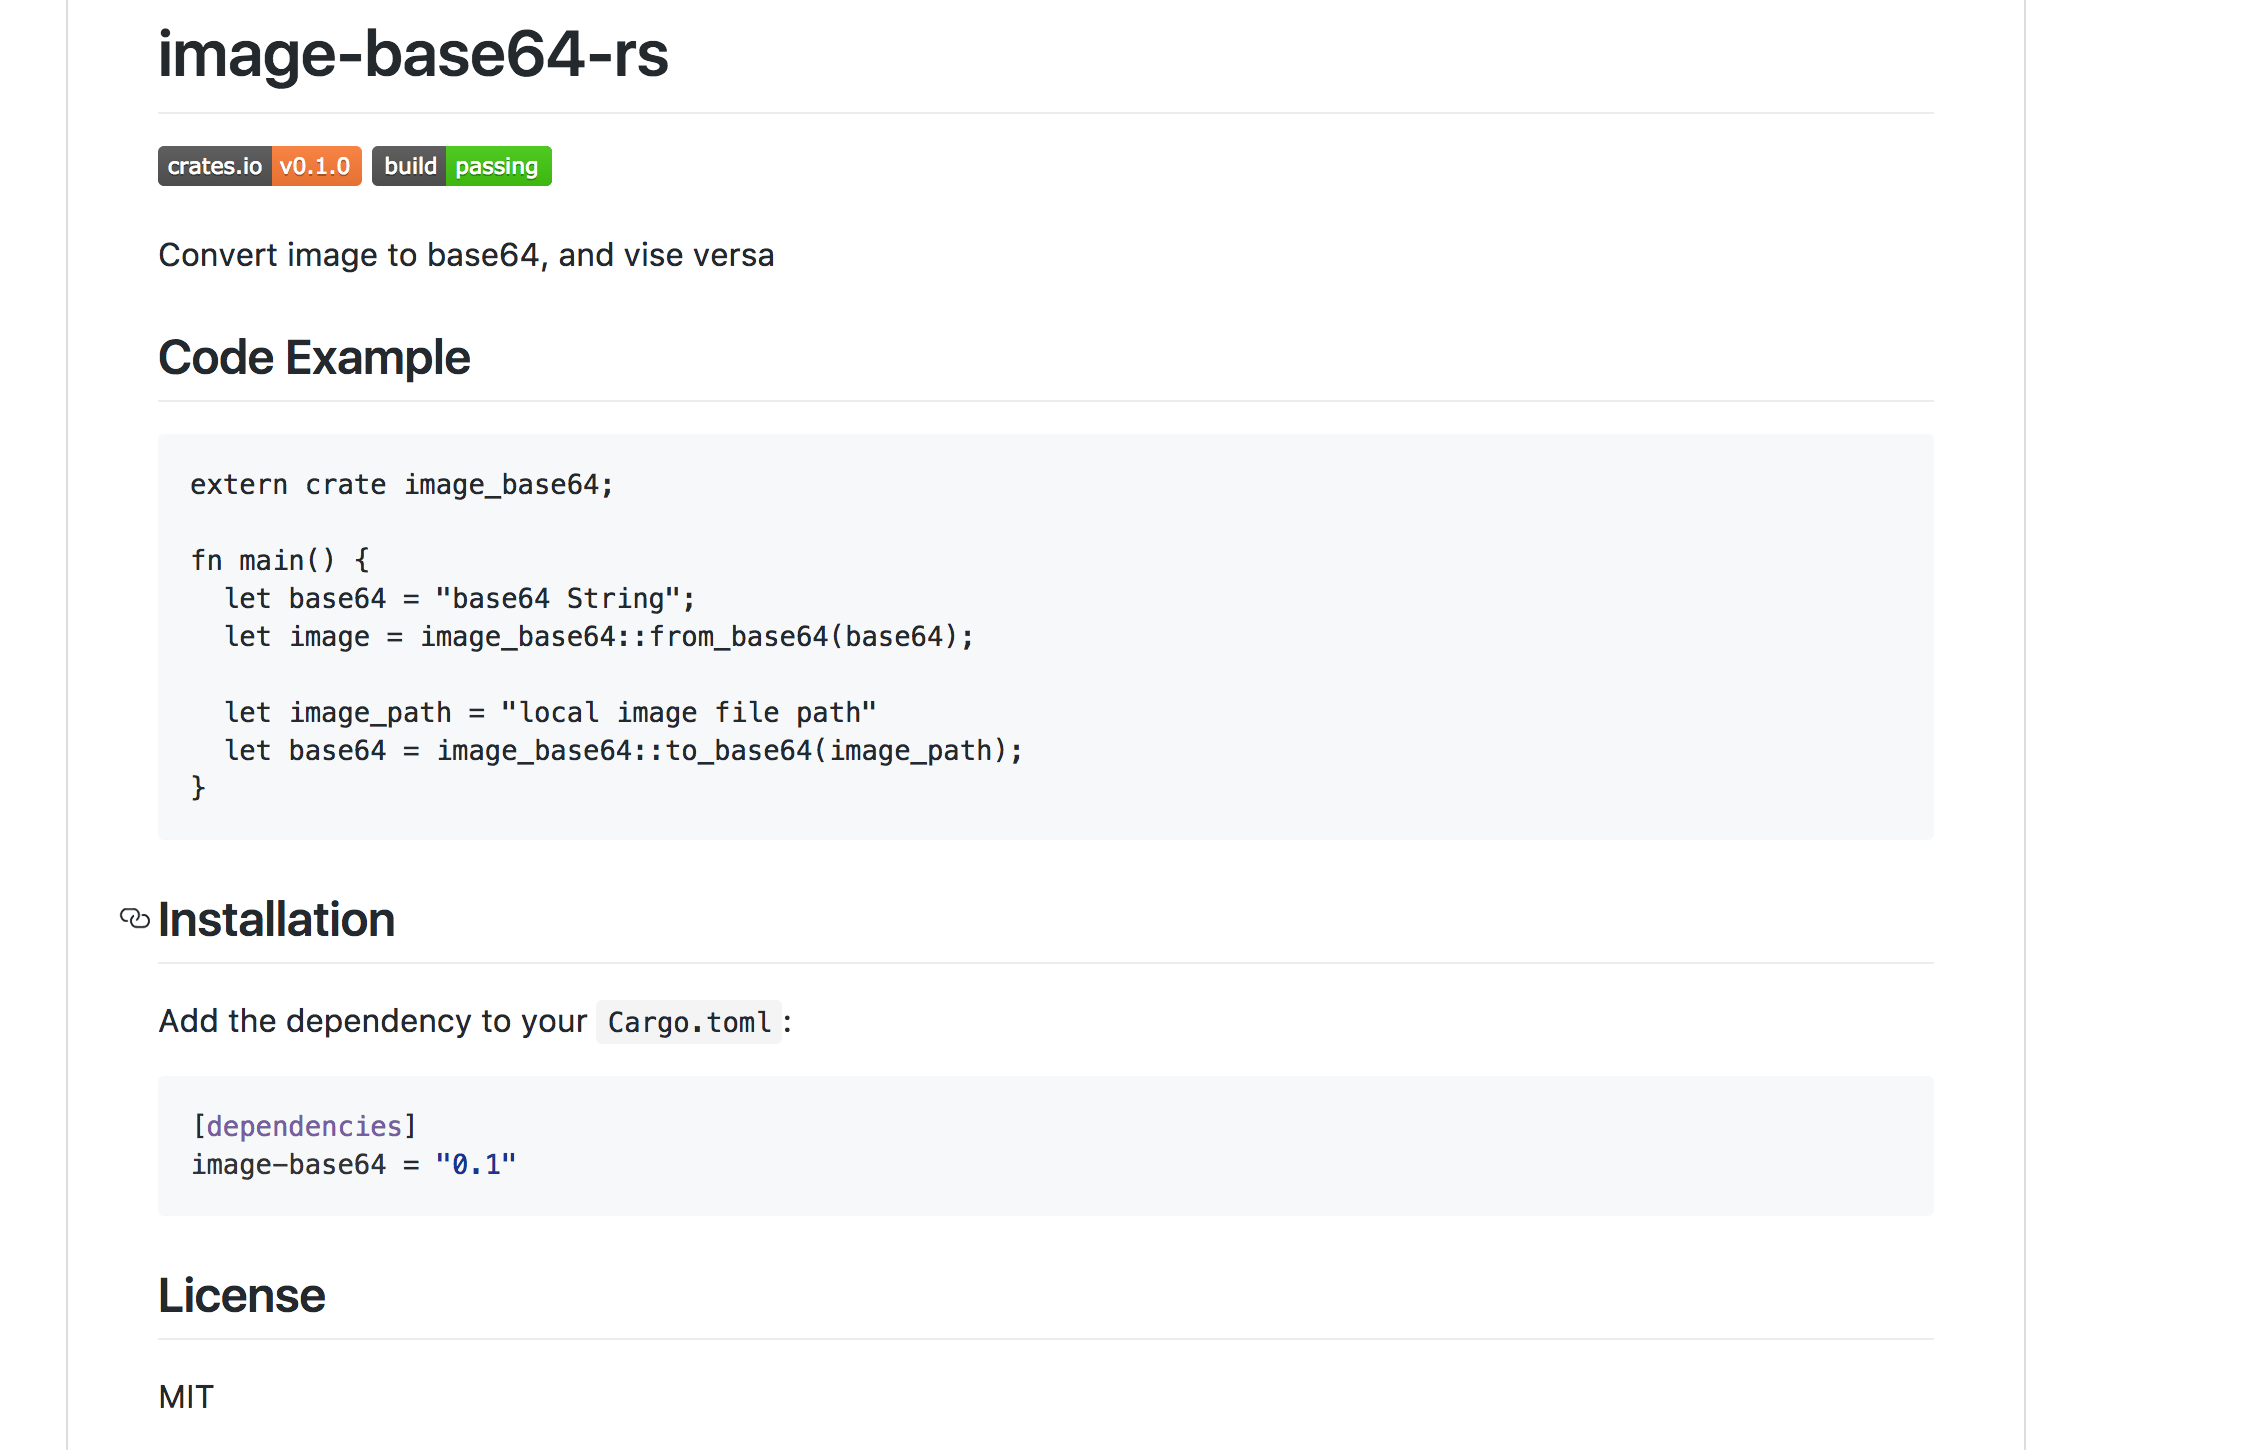 image-base64-rs
crates.io v0.1.0 build passing
Convert image to base64, and vise versa
Code Example
extern crate image_base64;
fn main() {
  let base64 = "base64 String";
  let image = image_base64::from_base64(base64);
  let image_path = "local image file path"
  let base64 = image_base64::to_base64(image_path);
}
Installation
Add the dependency to your Cargo.toml:
[dependencies]
image-base64 = "0.1"
License
MIT